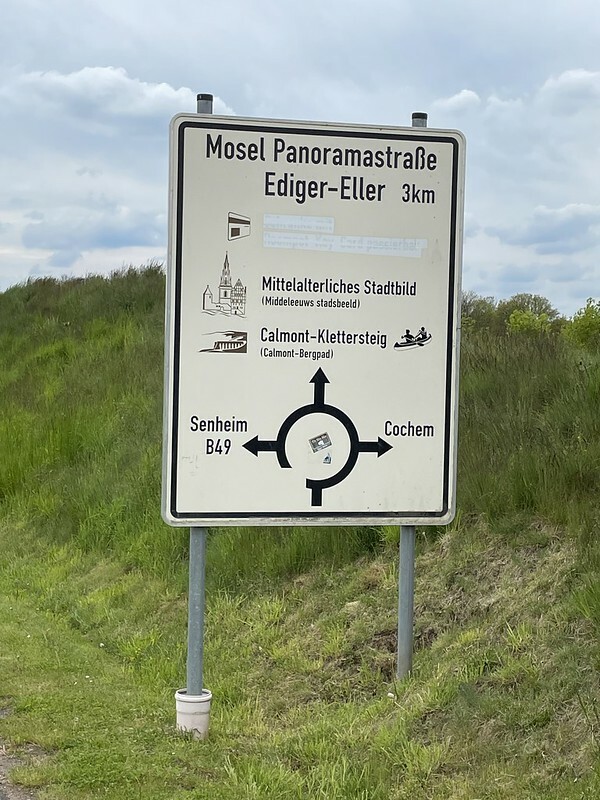 Mosel Panoramastraße
Ediger-Eller 3km
Mittelalterliches Stadtbild
(Middeleeuws stadsbeeld)
Calmont-Klettersteig
(Calmont-Bergpad)
Senheim
B49
Cochem